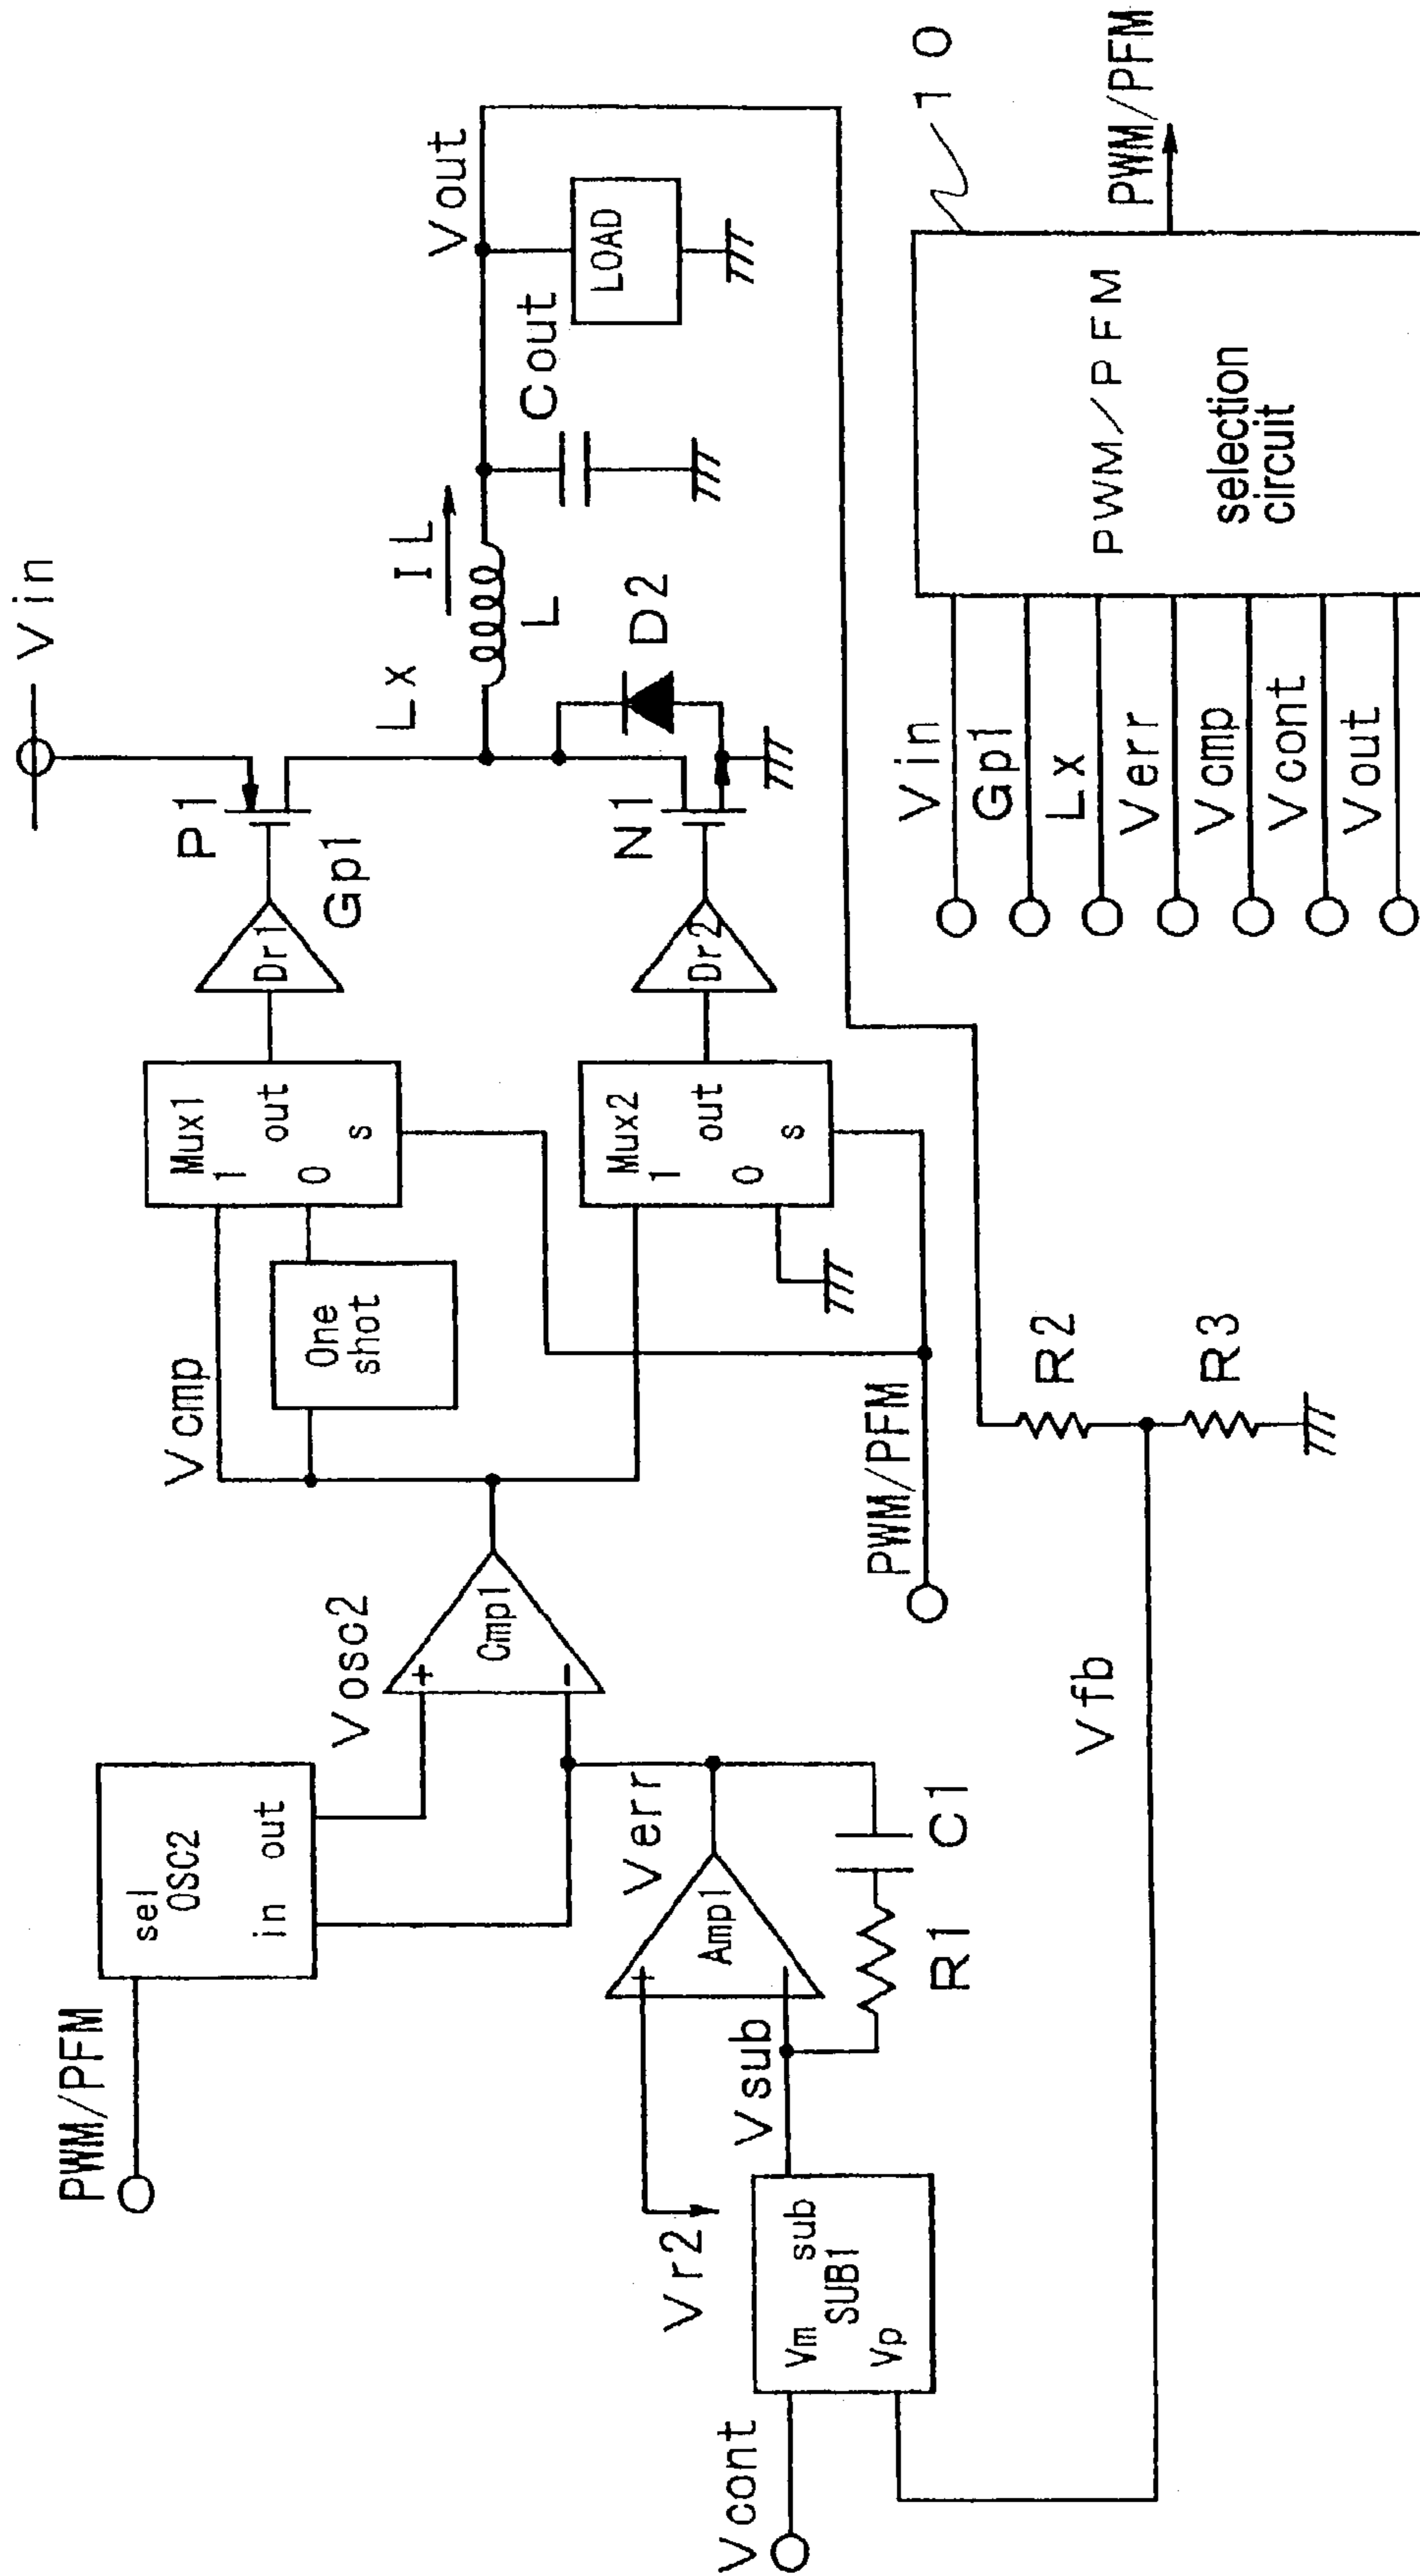 Vin
P1
Gp1
Lx
IL
L
Vout
Cout
LOAD
D2
N1
Dr1
Dr2
Mux1
1
out
0
s
Mux2
1
out
0
s
One
shot
Vcmp
PWM/PFM
sel
OSC2
in
out
Vosc2
+
Cmp1
-
Verr
+
Amp1
-
Vr2
Vsub
R1
C1
Vcont
Vm
sub
SUB1
Vp
PWM/PFM
R2
R3
Vfb
Vin
Gp1
Lx
Verr
Vcmp
Vcont
Vout
PWM/PFM
selection
circuit
PWM/PFM
10